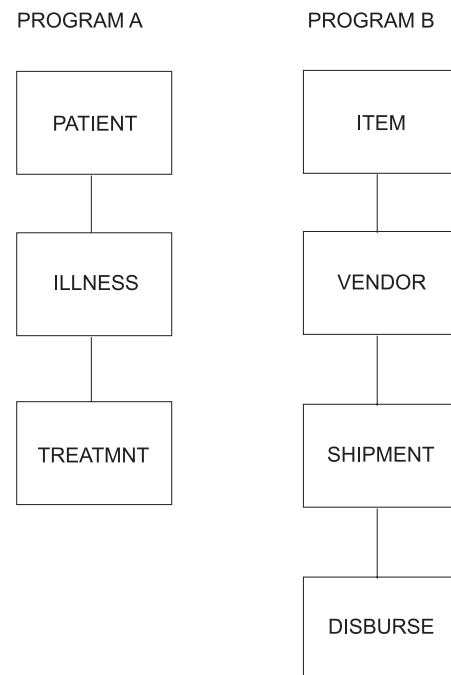 PROGRAM A
PATIENT
ILLNESS
TREATMNT
PROGRAM B
ITEM
VENDOR
SHIPMENT
DISBURSE